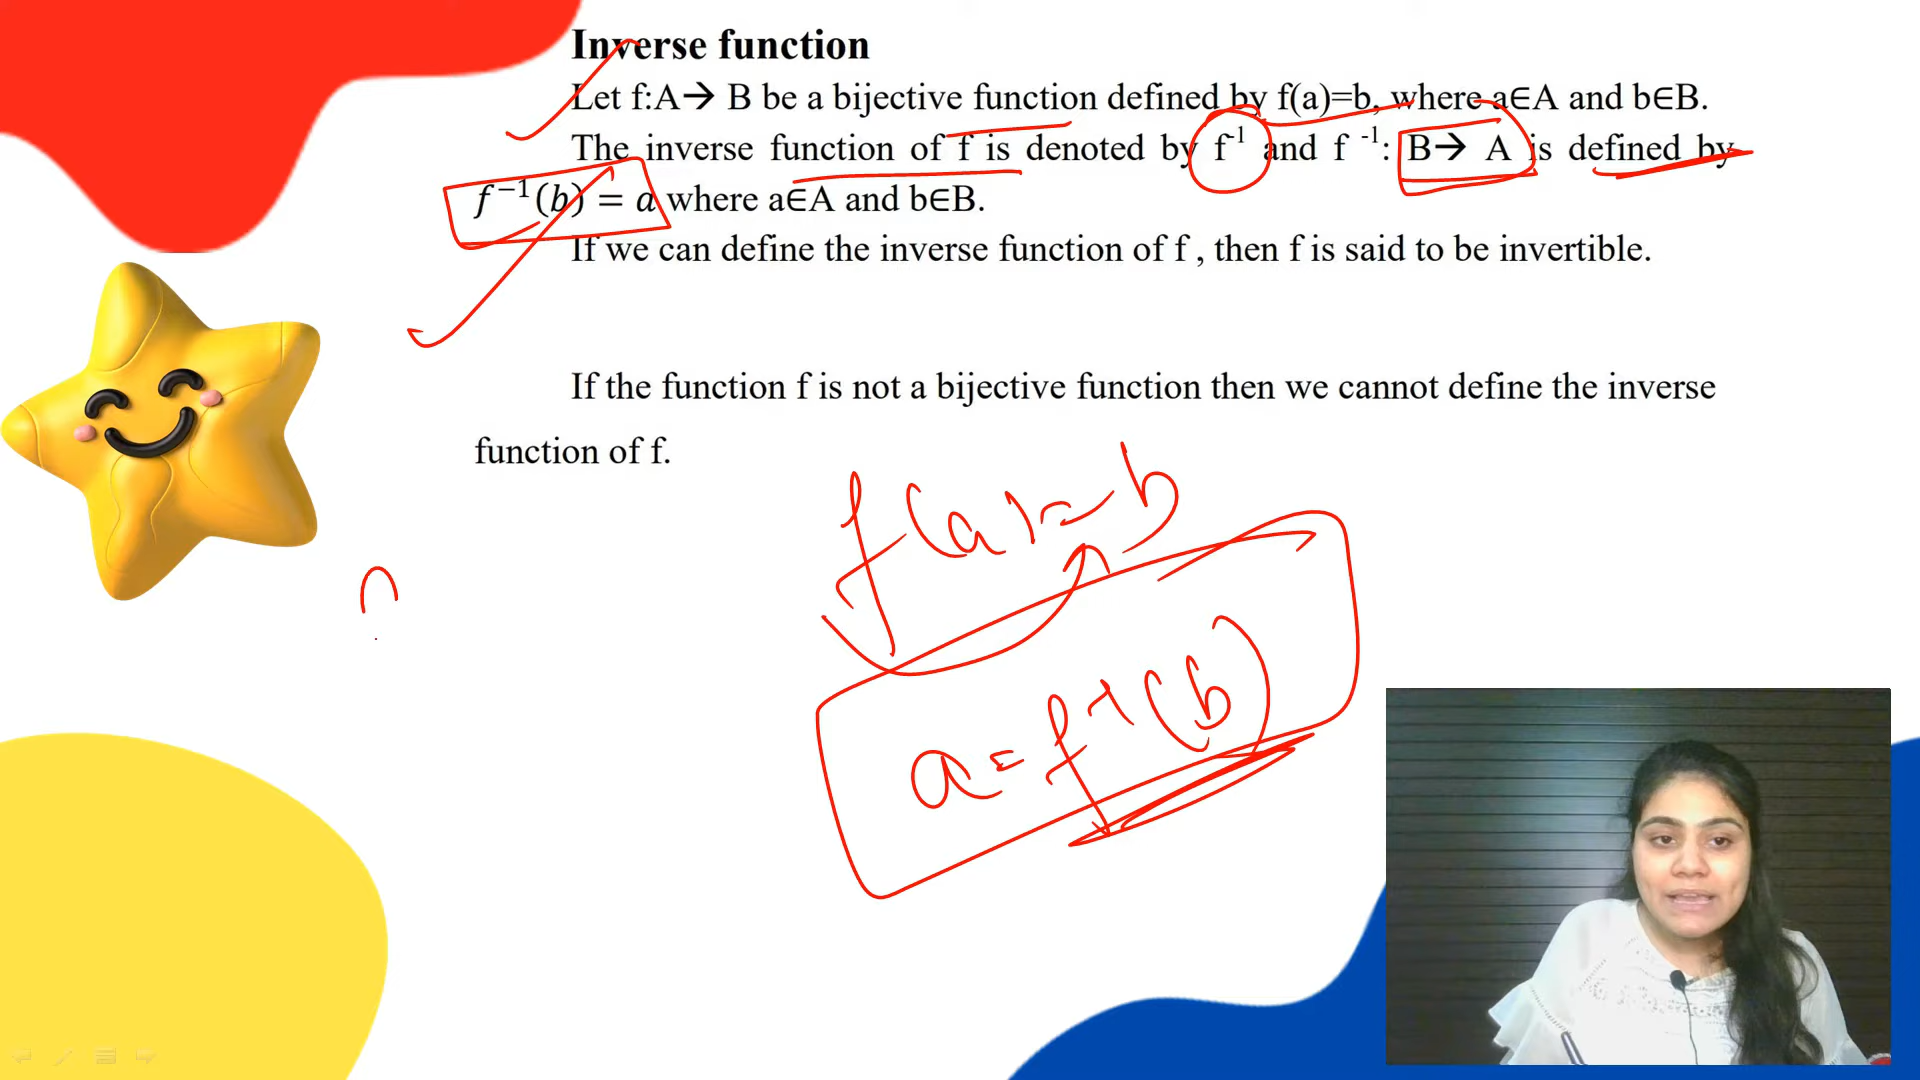 Inverse function
Let f:A→ B be a bijective function defined by f(a)=b, where a∈A and b∈B.
The inverse function of f is denoted by f⁻¹ and f ⁻¹: B→ A is defined by
f⁻¹(b) = a where a∈A and b∈B.
If we can define the inverse function of f , then f is said to be invertible.
If the function f is not a bijective function then we cannot define the inverse
function of f.
f(a)=b
a=f⁻¹(b)